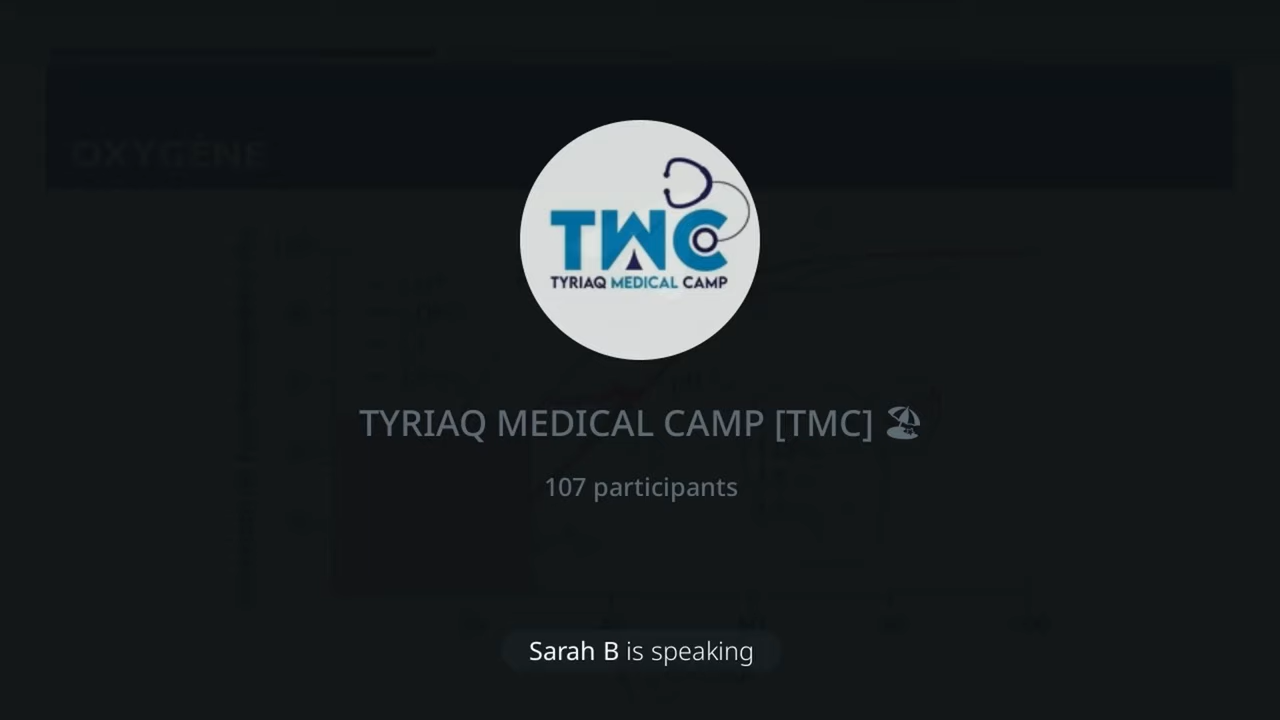 OXYGÈNE
TWC
TYRIAQ MEDICAL CAMP
TYRIAQ MEDICAL CAMP [TMC] 🏖
107 participants
Sarah B is speaking